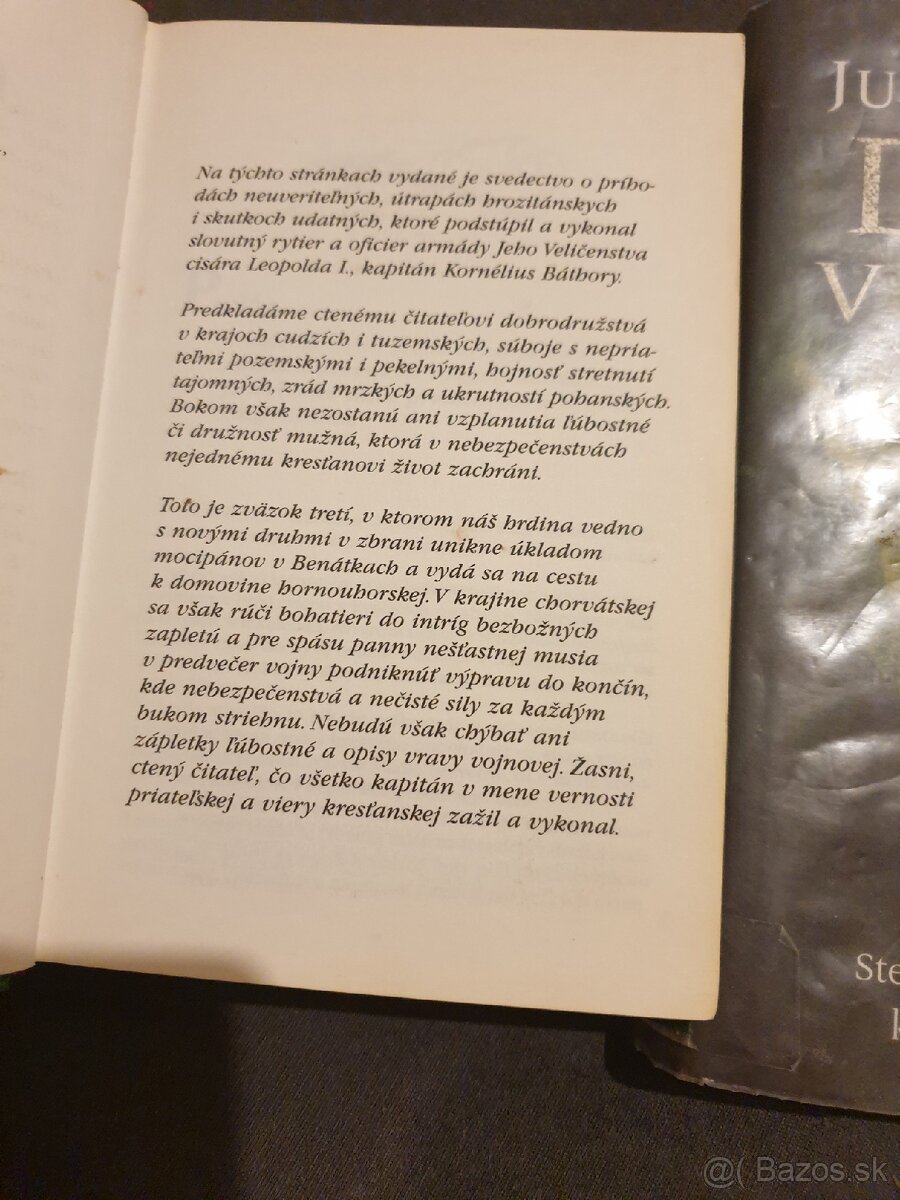 Na týchto stránkach vydané je svedectvo o prího-
dách neuveriteľných, útrapách hrozitánskych
i skutkoch udatných, ktoré podstúpil a vykonal
slovutný rytier a oficier armády Jeho Veličenstva
cisára Leopolda I., kapitán Kornélius Báthory.
Predkladáme ctenému čitateľovi dobrodružstvá
v krajoch cudzích i tuzemských, súboje s nepria-
teľmi pozemskými i pekelnými, hojnosť stretnutí
tajomných, zrád mrzkých a ukrutností pohanských.
Bokom však nezostanú ani vzplanutia ľúbostné
či družnosť mužná, ktorá v nebezpečenstvách
nejednému kresťanovi život zachráni.
Toto je zväzok tretí, v ktorom náš hrdina vedno
s novými druhmi v zbrani unikne úkladom
mocipánov v Benátkach a vydá sa na cestu
k domovine hornouhorskej. V krajine chorvátskej
sa však rúči bohatieri do intríg bezbožných
zapletú a pre spásu panny nešťastnej musia
v predvečer vojny podniknúť výpravu do končín,
kde nebezpečenstvá a nečisté sily za každým
bukom striehnu. Nebudú však chýbať ani
zápletky ľúbostné a opisy vravy vojnovej. Žasni,
ctený čitateľ, čo všetko kapitán v mene vernosti
priateľskej a viery kresťanskej zažil a vykonal.
Ju
D
V
Ste
k
@( Bazos.sk